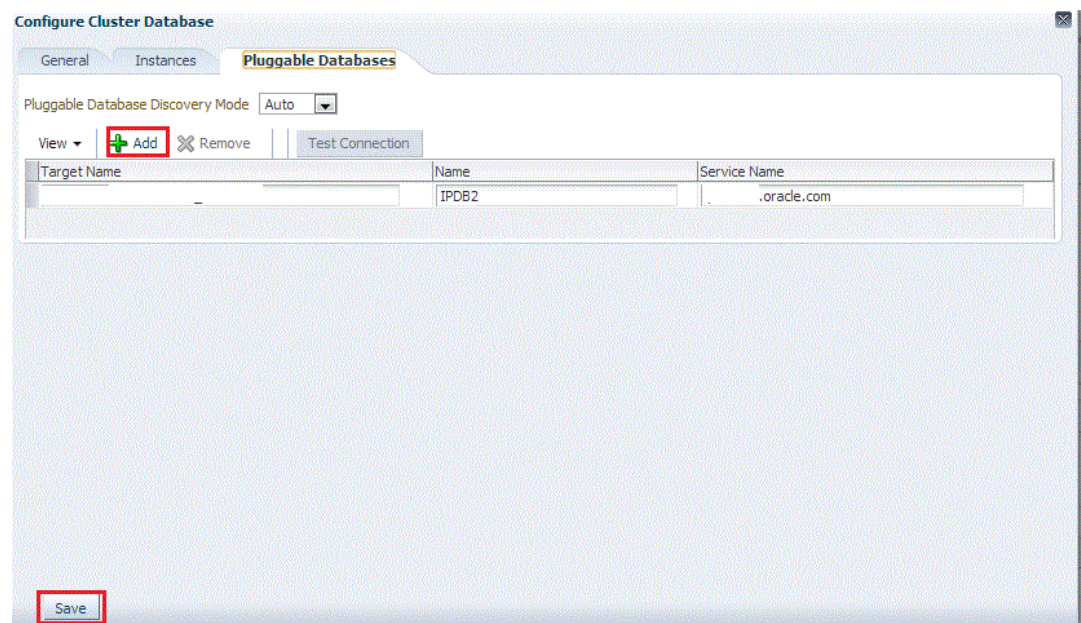 Configure Cluster Database
General Instances Pluggable Databases
Pluggable Database Discovery Mode Auto
View Add Remove Test Connection
Target Name Name Service Name
_ IPDB2 .oracle.com
Save